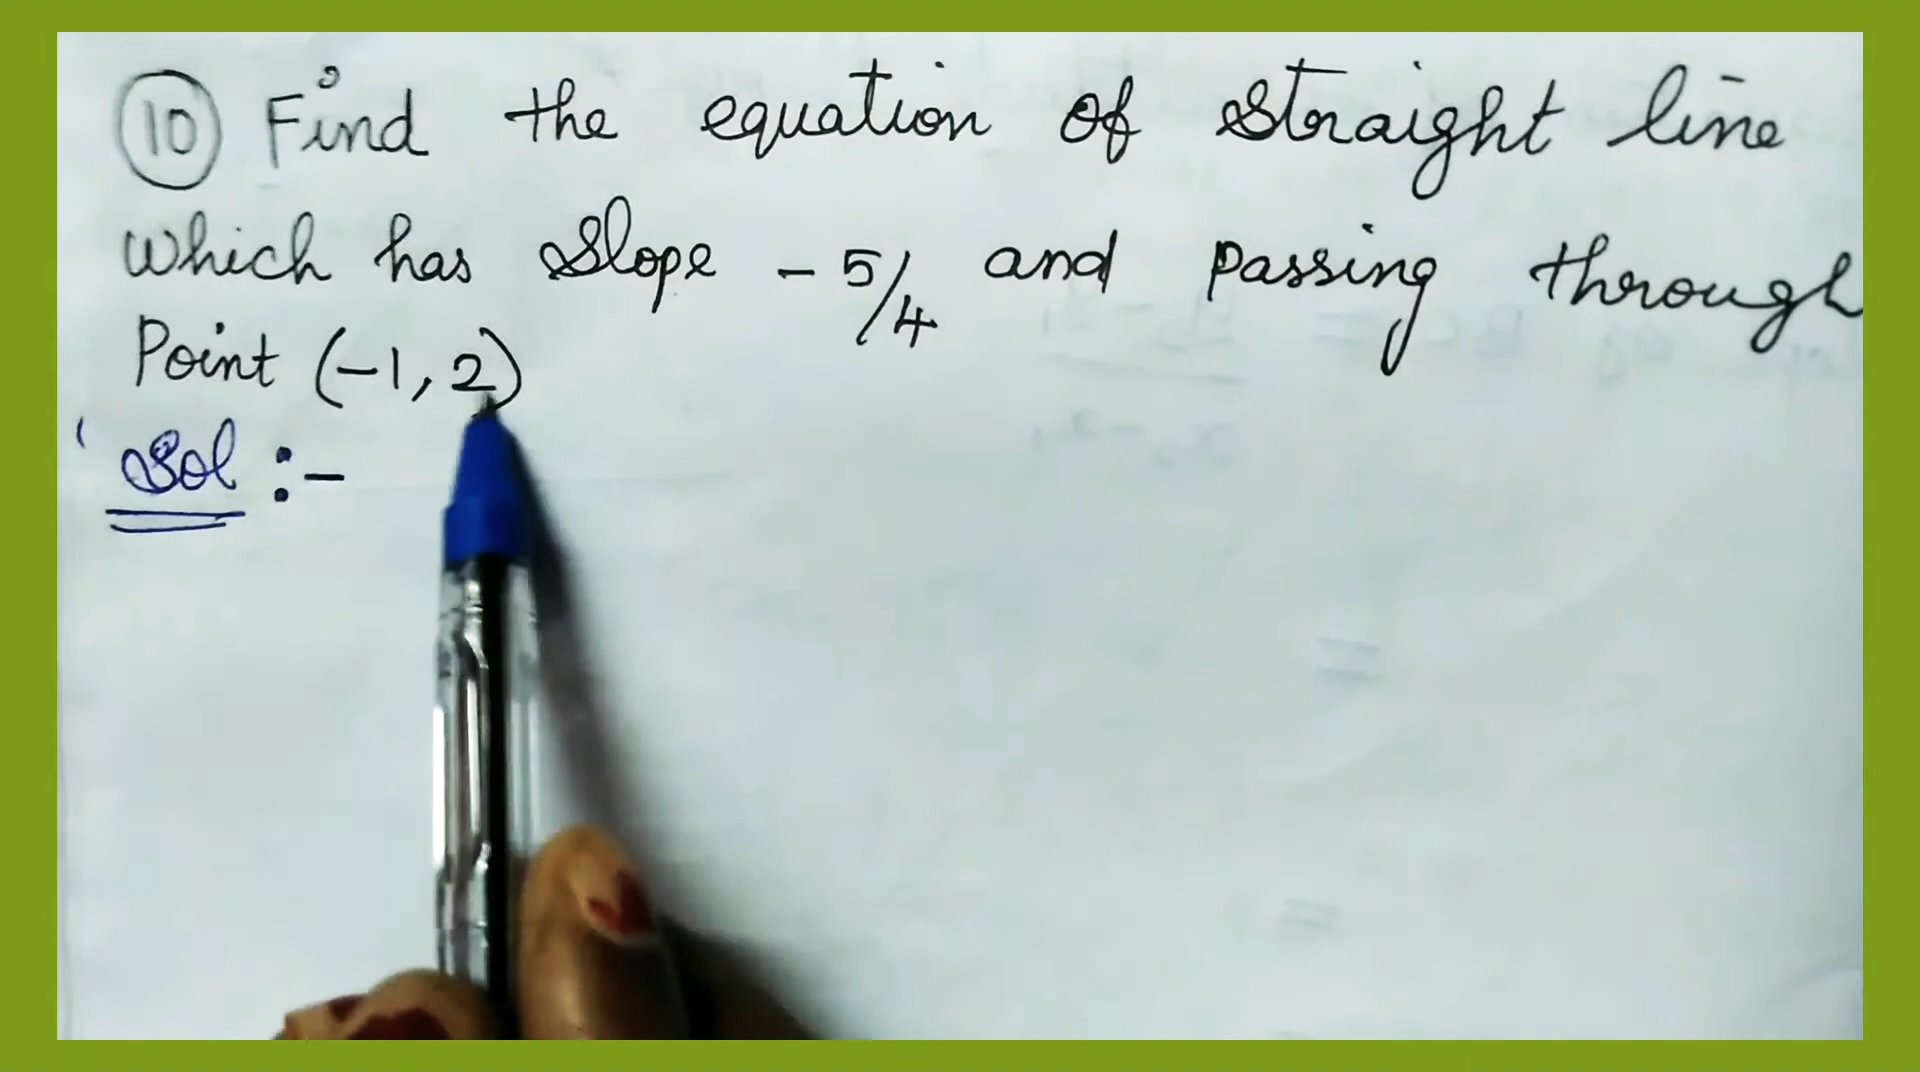 10 Find the equation of straight line
which has slope - 5/4 and passing through
Point (-1, 2)
Sol :-